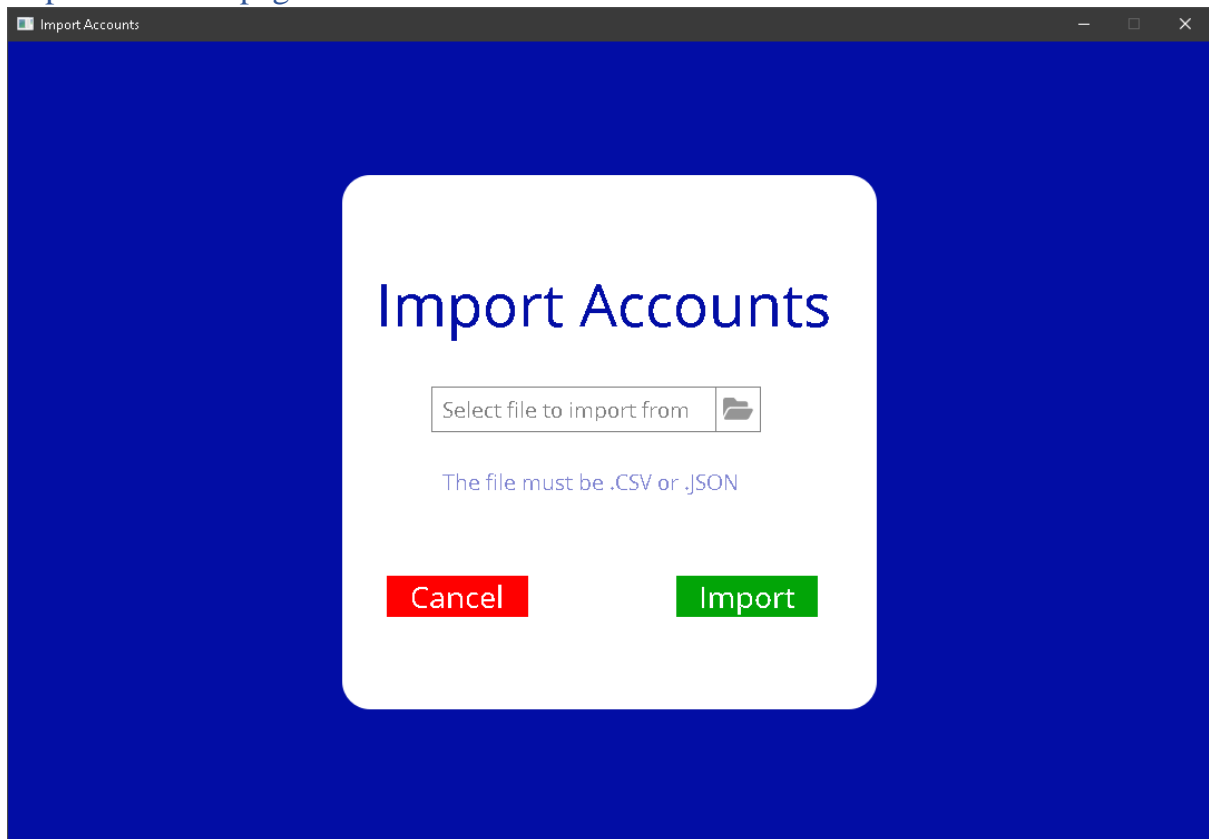 Import Accounts
Import Accounts
Select file to import from
The file must be .CSV or .JSON
Cancel
Import